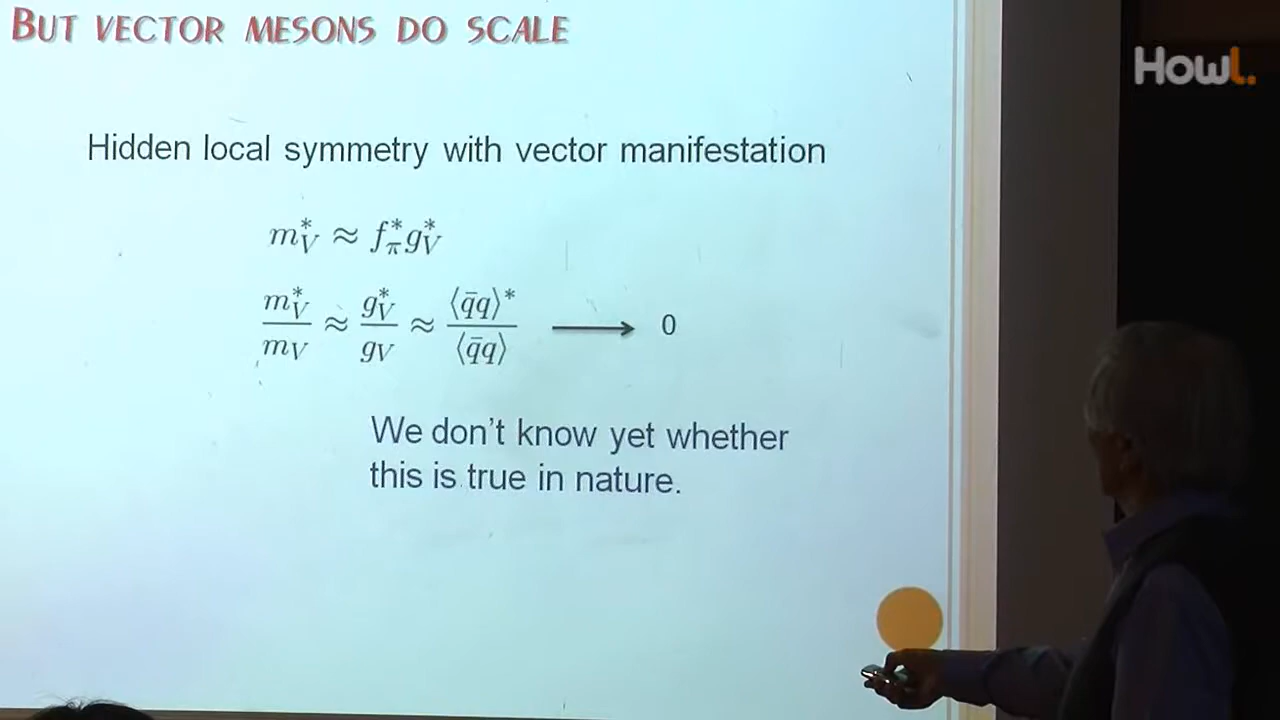 BUT VECTOR MESONS DO SCALE
Howl.
Hidden local symmetry with vector manifestation
m*_V ≈ f*_π g*_V
m*_V / m_V ≈ g*_V / g_V ≈ ⟨q̄q⟩* / ⟨q̄q⟩ ⟶ 0
We don't know yet whether
this is true in nature.